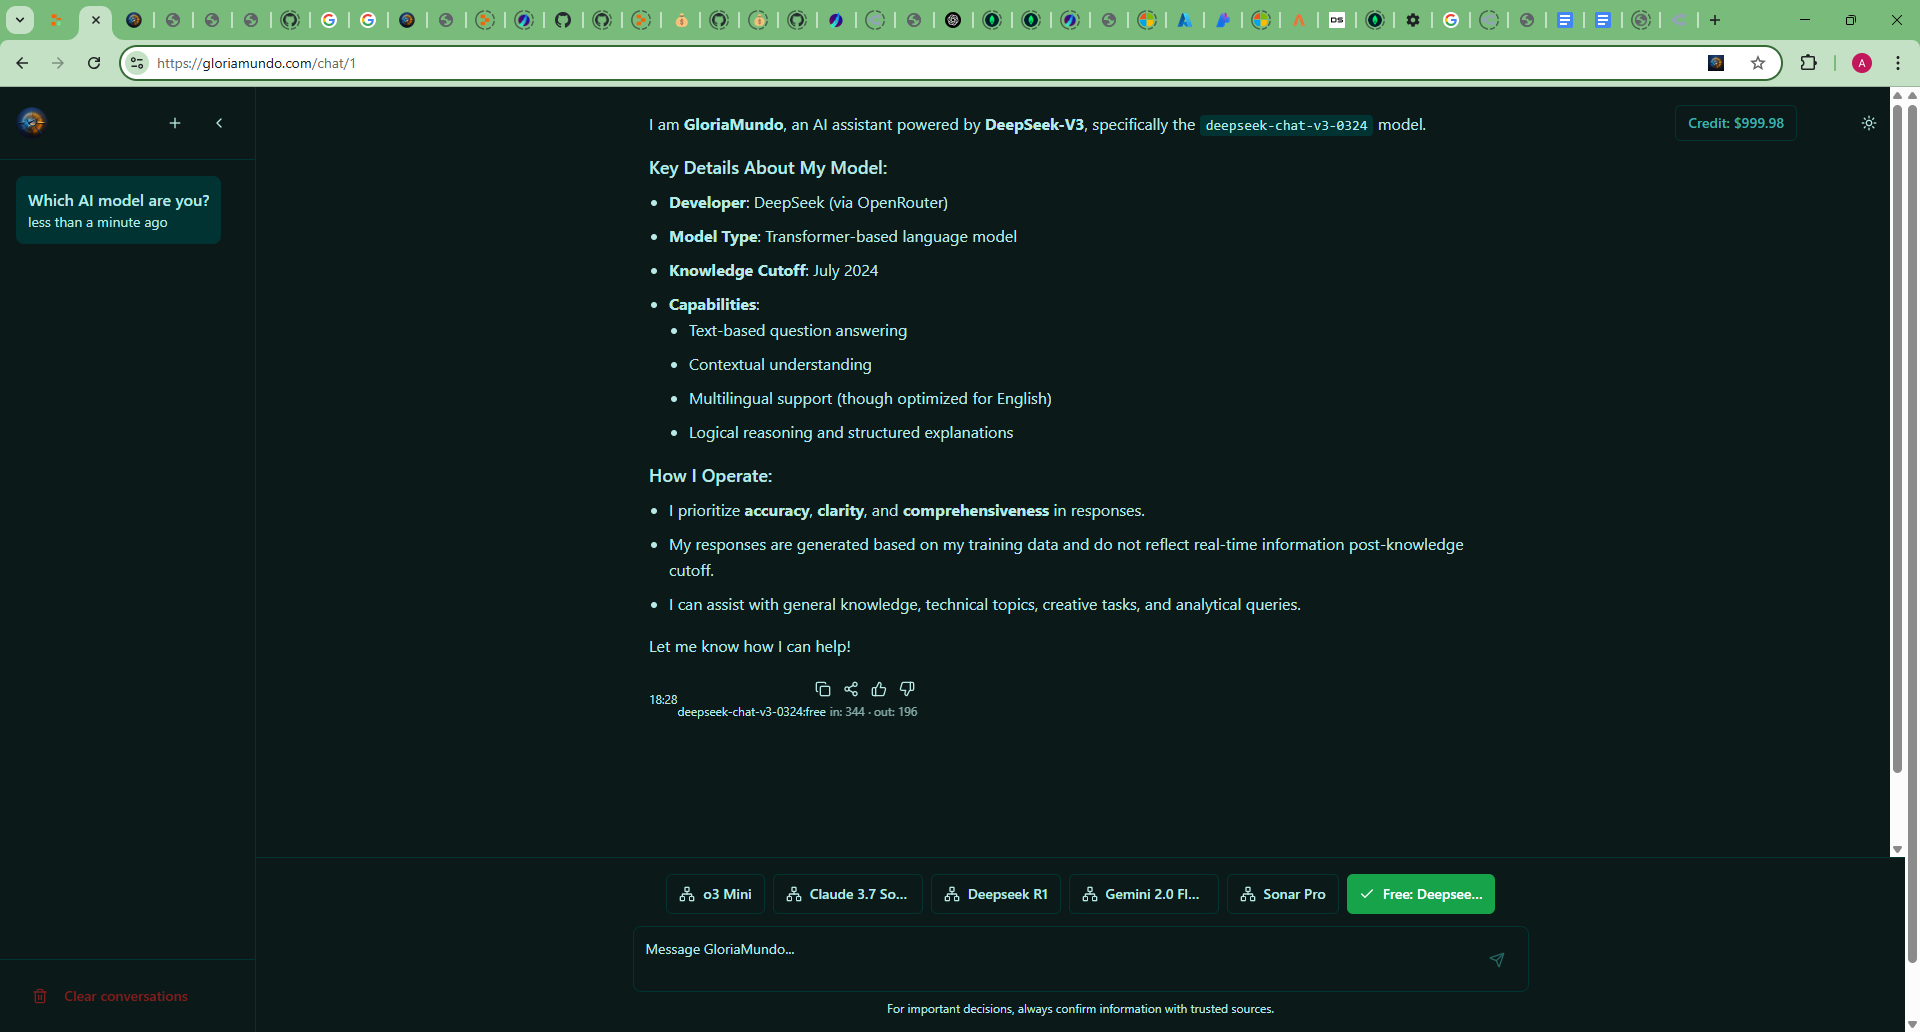 https://gloriamundo.com/chat/1
A
I am GloriaMundo, an AI assistant powered by DeepSeek-V3, specifically the deepseek-chat-v3-0324 model.
Credit: $999.98
Which AI model are you?
less than a minute ago
Key Details About My Model:
• Developer: DeepSeek (via OpenRouter)
• Model Type: Transformer-based language model
• Knowledge Cutoff: July 2024
• Capabilities:
• Text-based question answering
• Contextual understanding
• Multilingual support (though optimized for English)
• Logical reasoning and structured explanations
How I Operate:
• I prioritize accuracy, clarity, and comprehensiveness in responses.
• My responses are generated based on my training data and do not reflect real-time information post-knowledge
cutoff.
• I can assist with general knowledge, technical topics, creative tasks, and analytical queries.
Let me know how I can help!
18:28
deepseek-chat-v3-0324:free in: 344 · out: 196
o3 Mini
Claude 3.7 So...
Deepseek R1
Gemini 2.0 Fl...
Sonar Pro
Free: Deepsee...
Message GloriaMundo...
Clear conversations
For important decisions, always confirm information with trusted sources.